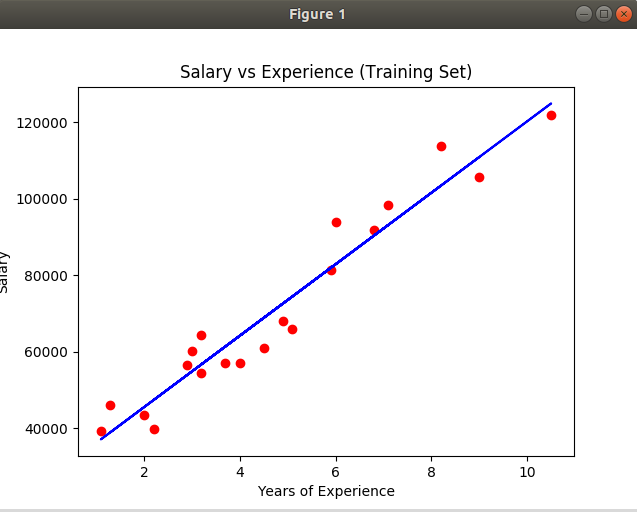 Figure 1
Salary vs Experience (Training Set)
120000
100000
80000
60000
40000
Salary
2 4 6 8 10
Years of Experience